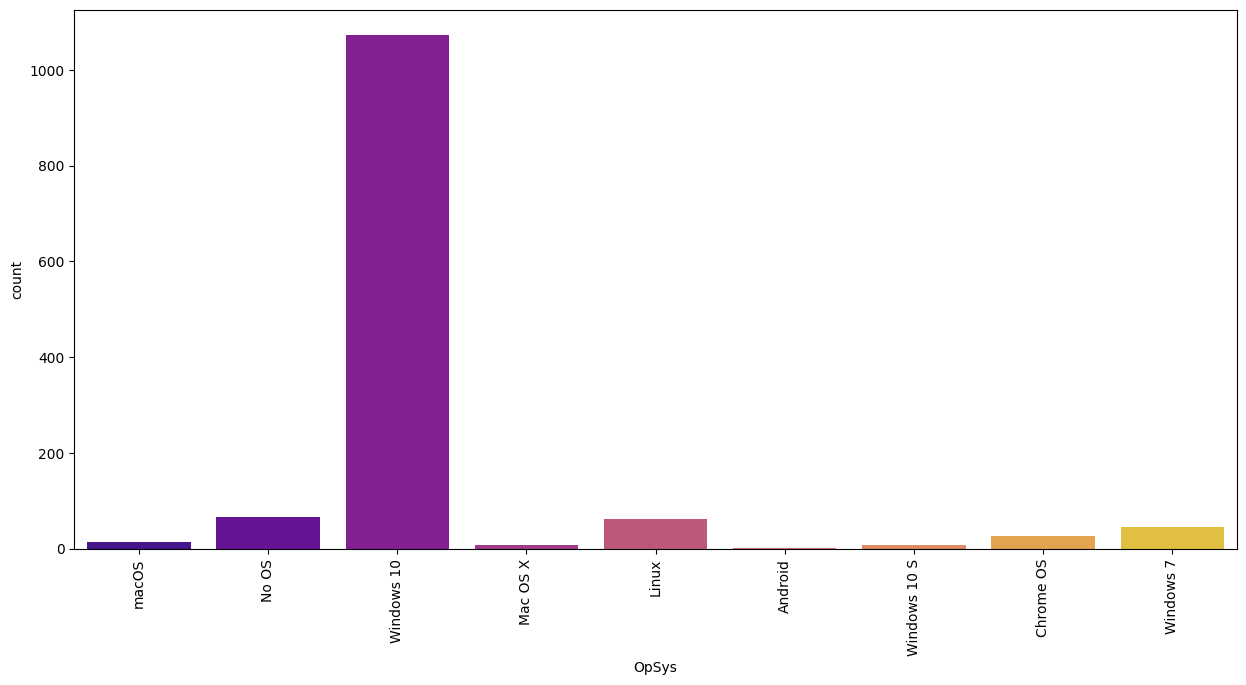 1000
800
600
400
200
0
count
macOS
No OS
Windows 10
Mac OS X
Linux
Android
Windows 10 S
Chrome OS
Windows 7
OpSys